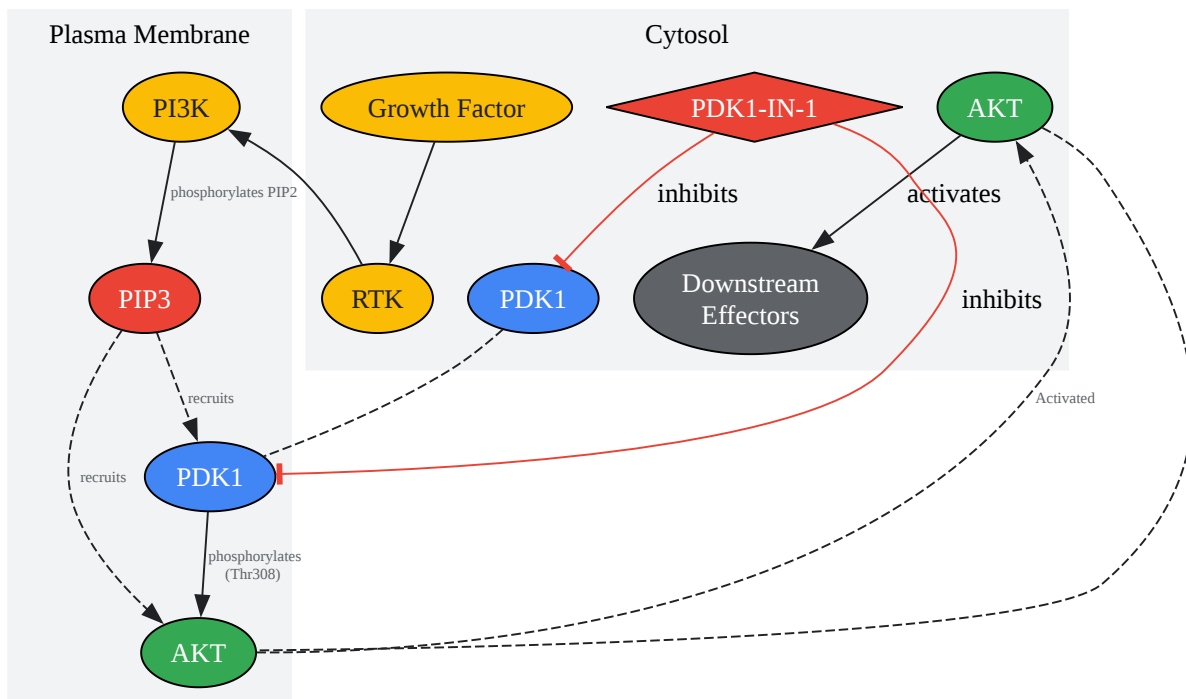 Plasma Membrane
Cytosol
PI3K
Growth Factor
PDK1-IN-1
AKT
phosphorylates PIP2
inhibits
activates
PIP3
RTK
PDK1
Downstream
Effectors
inhibits
recruits
Activated
recruits
PDK1
phosphorylates
(Thr308)
AKT